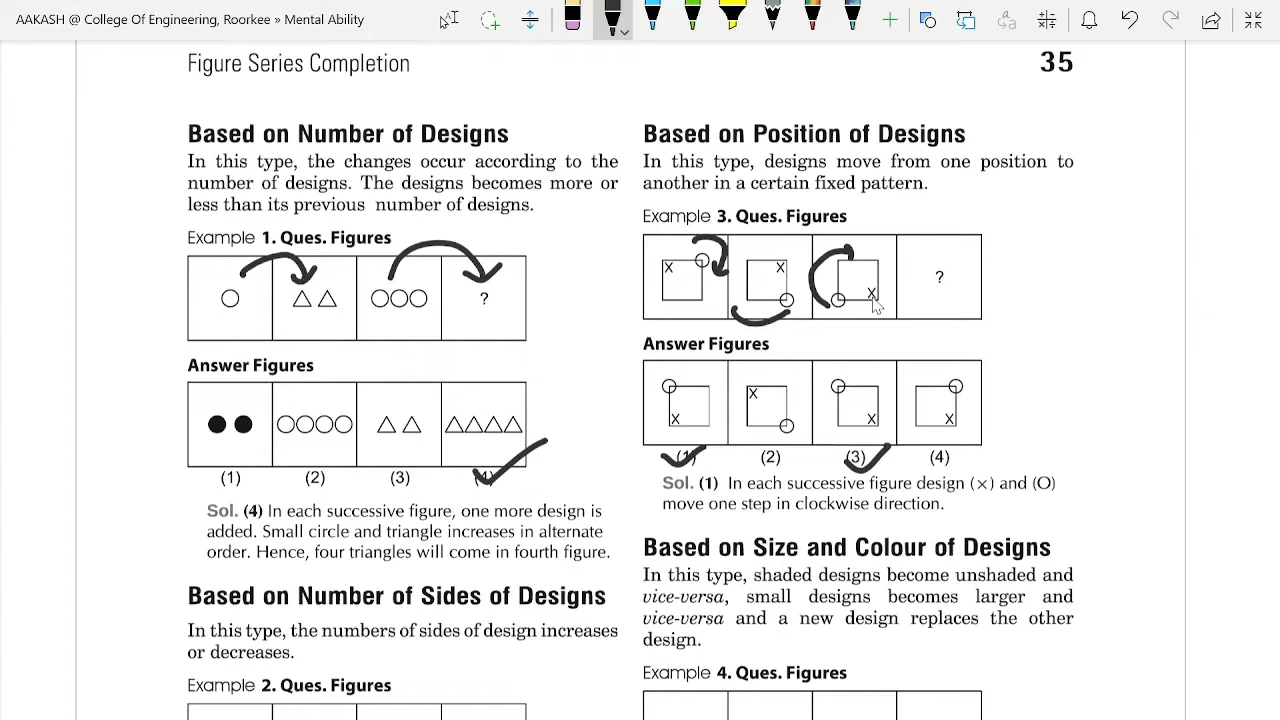 AAKASH @ College Of Engineering, Roorkee » Mental Ability
Figure Series Completion
35
Based on Number of Designs
In this type, the changes occur according to the
number of designs. The designs becomes more or
less than its previous number of designs.
Example 1. Ques. Figures
?
Answer Figures
(1) (2) (3) (4)
Sol. (4) In each successive figure, one more design is
added. Small circle and triangle increases in alternate
order. Hence, four triangles will come in fourth figure.
Based on Number of Sides of Designs
In this type, the numbers of sides of design increases
or decreases.
Example 2. Ques. Figures
Based on Position of Designs
In this type, designs move from one position to
another in a certain fixed pattern.
Example 3. Ques. Figures
X X X ?
Answer Figures
X X X X
(1) (2) (3) (4)
Sol. (1) In each successive figure design (×) and (O)
move one step in clockwise direction.
Based on Size and Colour of Designs
In this type, shaded designs become unshaded and
vice-versa, small designs becomes larger and
vice-versa and a new design replaces the other
design.
Example 4. Ques. Figures